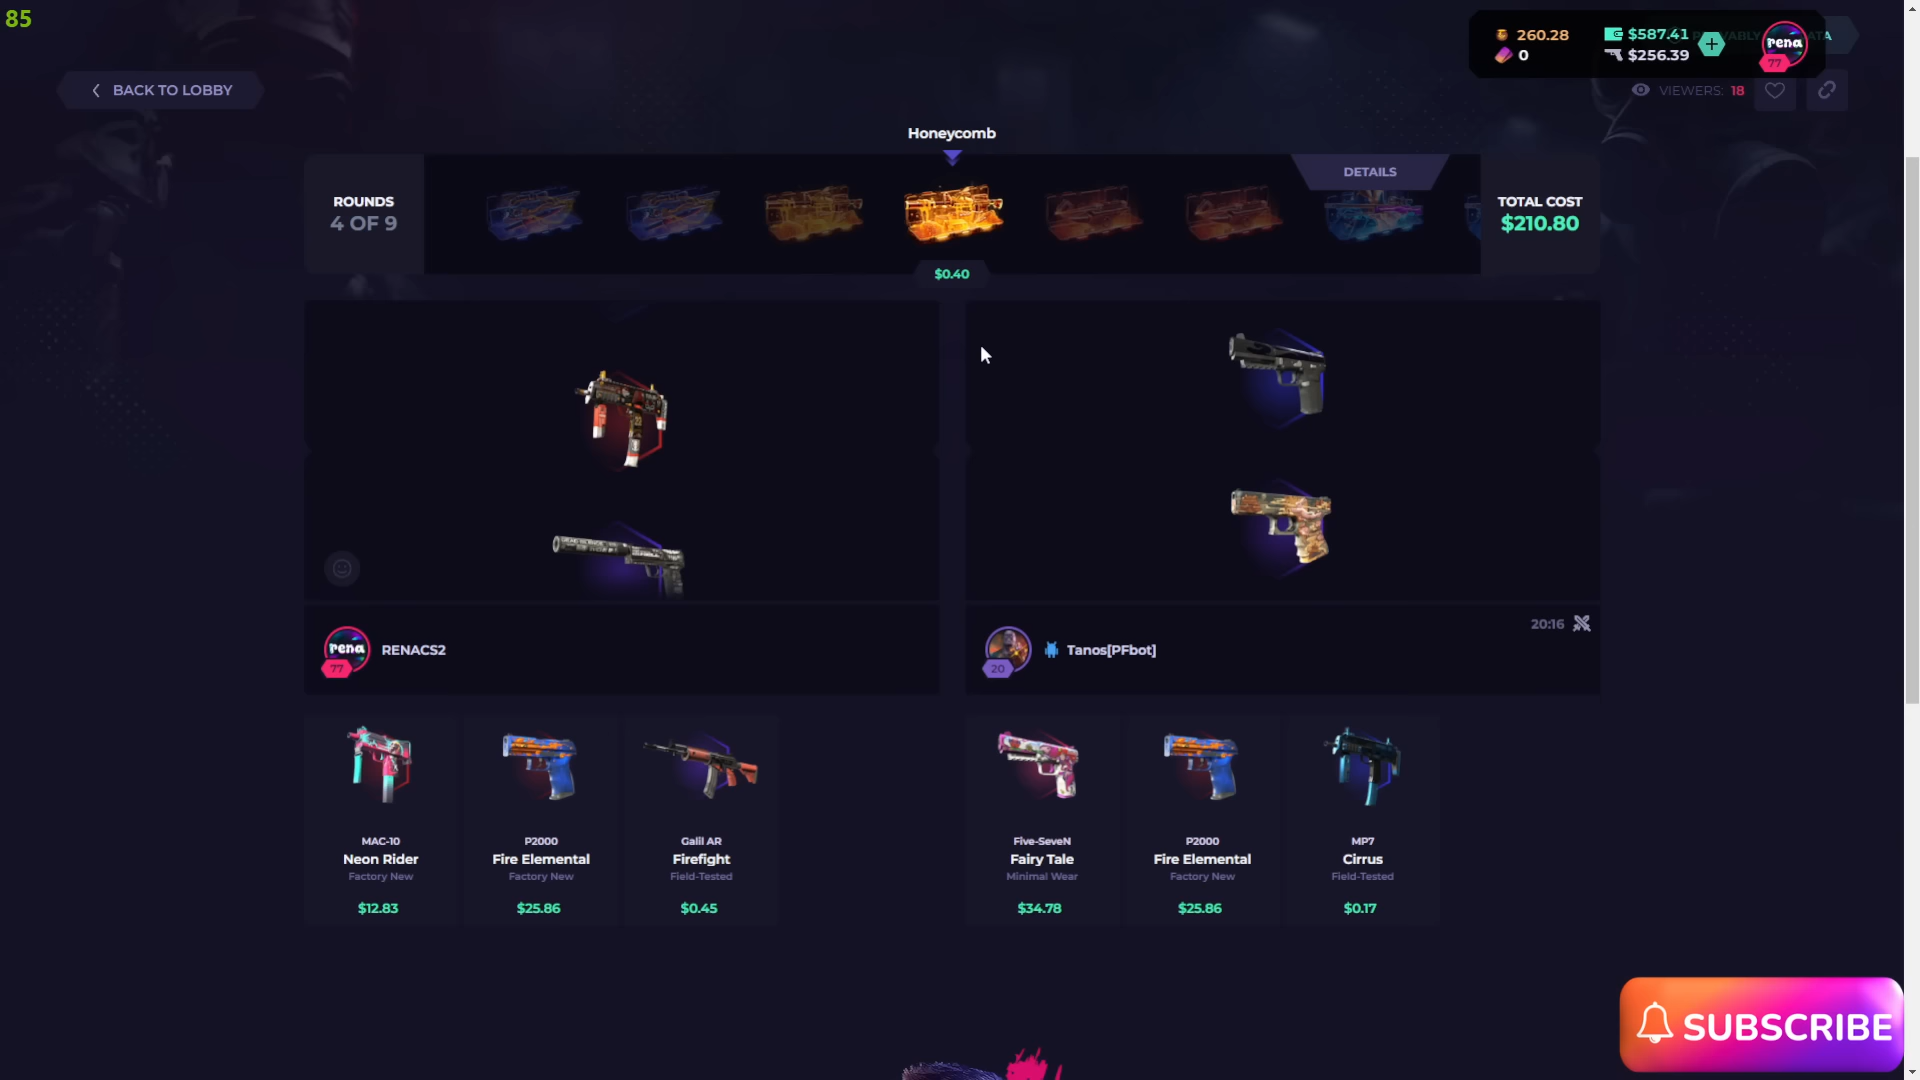 85
260.28
$587.41
0
$256.39
rena
77
BACK TO LOBBY
VIEWERS: 18
Honeycomb
DETAILS
ROUNDS
4 OF 9
TOTAL COST
$210.80
$0.40
20:16
rena
77
RENACS2
20
Tanos[PFbot]
MAC-10
Neon Rider
Factory New
$12.83
P2000
Fire Elemental
Factory New
$25.86
Galil AR
Firefight
Field-Tested
$0.45
Five-SeveN
Fairy Tale
Minimal Wear
$34.78
P2000
Fire Elemental
Factory New
$25.86
MP7
Cirrus
Field-Tested
$0.17
SUBSCRIBE